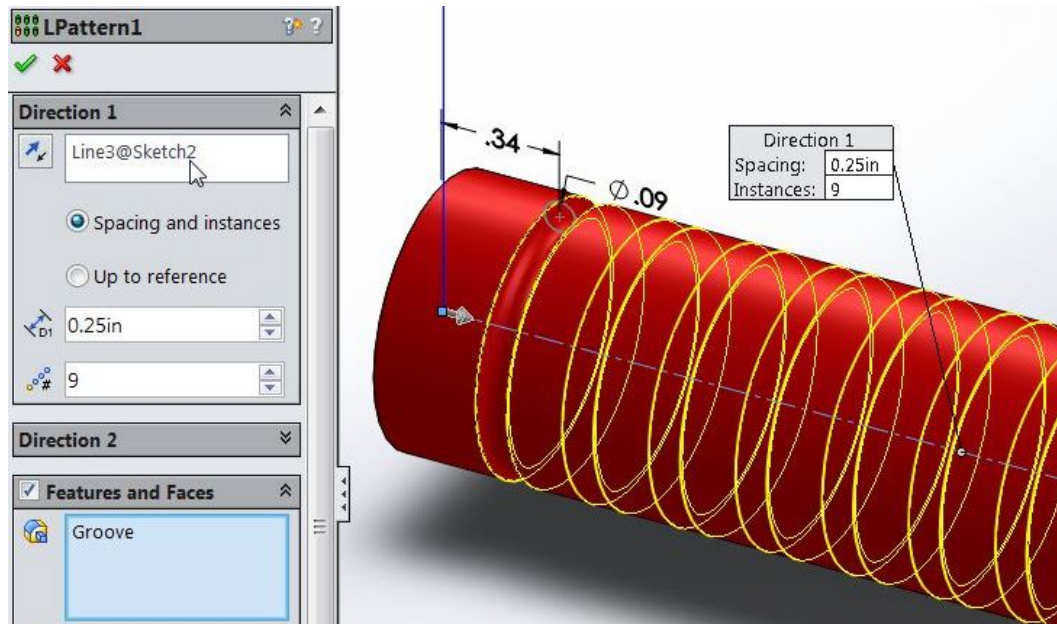 LPattern1
?
Direction 1
Line3@Sketch2
Spacing and instances
Up to reference
D1
0.25in
#
9
Direction 2
Features and Faces
Groove
.34
Ø .09
Direction 1
Spacing: 0.25in
Instances: 9